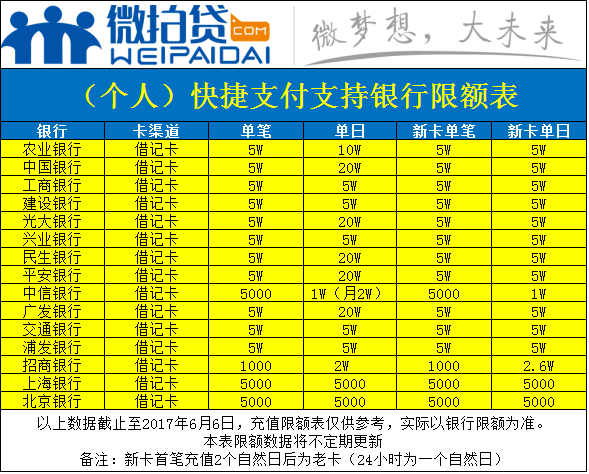 微拍贷.com
WEIPAIDAI
微梦想，大未来
（个人）快捷支付支持银行限额表
银行 卡渠道 单笔 单日 新卡单笔 新卡单日
农业银行 借记卡 5W 10W 5W 5W
中国银行 借记卡 5W 20W 5W 5W
工商银行 借记卡 5W 5W 5W 5W
建设银行 借记卡 5W 5W 5W 5W
光大银行 借记卡 5W 20W 5W 5W
兴业银行 借记卡 5W 5W 5W 5W
民生银行 借记卡 5W 20W 5W 5W
平安银行 借记卡 5W 20W 5W 5W
中信银行 借记卡 5000 1W（月2W） 5000 1W
广发银行 借记卡 5W 20W 5W 5W
交通银行 借记卡 5W 5W 5W 5W
浦发银行 借记卡 5W 5W 5W 5W
招商银行 借记卡 1000 2W 1000 2.6W
上海银行 借记卡 5000 5000 5000 5000
北京银行 借记卡 5000 5000 5000 5000
以上数据截止至2017年6月6日，充值限额表仅供参考，实际以银行限额为准。
本表限额数据将不定期更新
备注：新卡首笔充值2个自然日后为老卡（24小时为一个自然日）